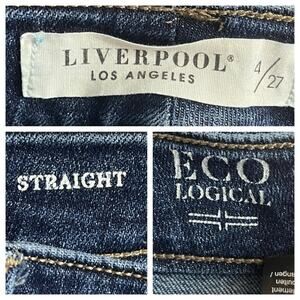 LIVERPOOL®
LOS ANGELES
4/27
STRAIGHT
ECO
LOGICAL